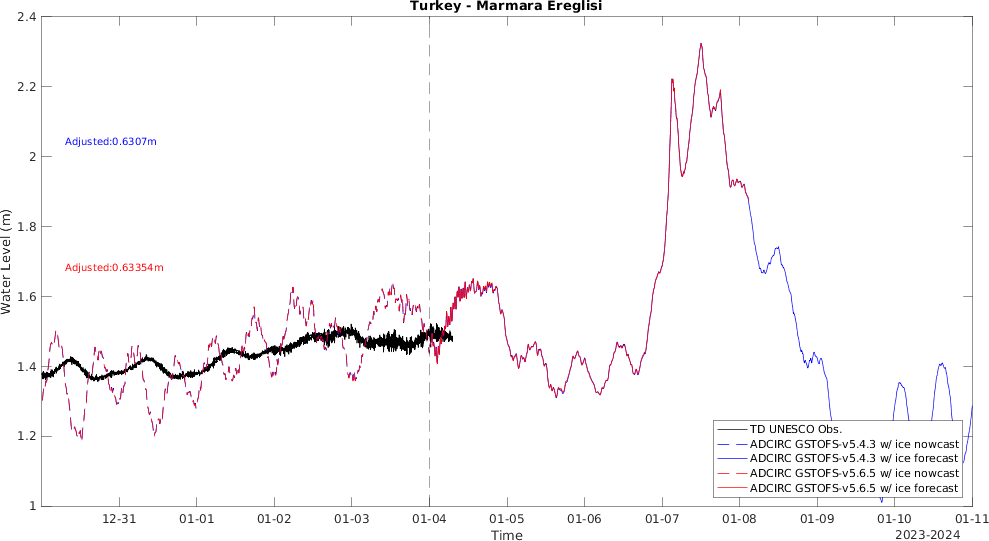 Turkey - Marmara Ereglisi
2.4
2.2
2
1.8
1.6
1.4
1.2
1
Water Level (m)
Adjusted:0.6307m
Adjusted:0.63354m
TD UNESCO Obs.
ADCIRC GSTOFS-v5.4.3 w/ ice nowcast
ADCIRC GSTOFS-v5.4.3 w/ ice forecast
ADCIRC GSTOFS-v5.6.5 w/ ice nowcast
ADCIRC GSTOFS-v5.6.5 w/ ice forecast
12-31 01-01 01-02 01-03 01-04 01-05 01-06 01-07 01-08 01-09 01-10 01-11
Time
2023-2024